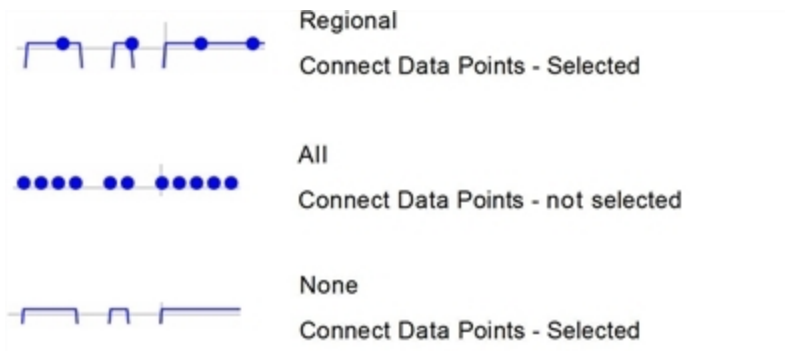 Regional
Connect Data Points - Selected
All
Connect Data Points - not selected
None
Connect Data Points - Selected